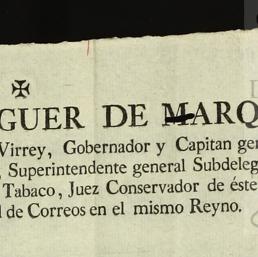 ✠
GUER DE MARQ
Virrey, Gobernador y Capitan gen
, Superintendente general Subdeleg
Tabaco, Juez Conservador de éste
l de Correos en el mismo Reyno.